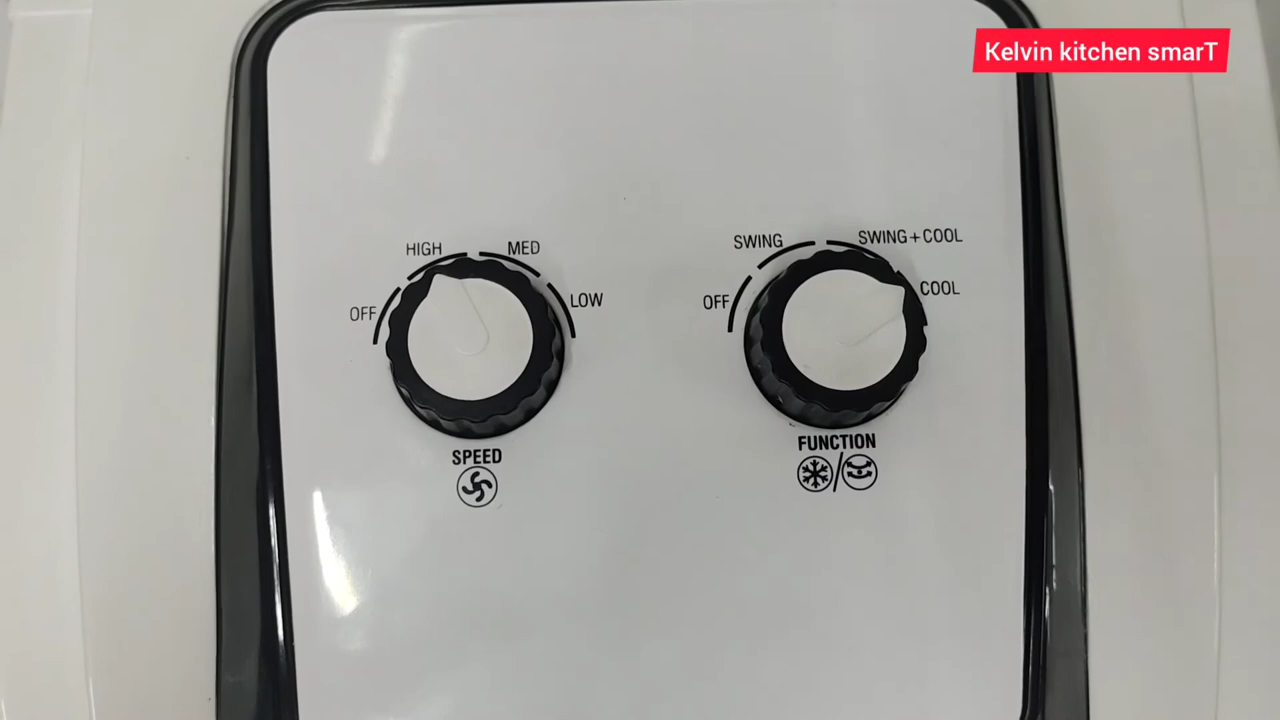 Kelvin kitchen smarT
HIGH
MED
OFF
LOW
SPEED
SWING
SWING+COOL
OFF
COOL
FUNCTION